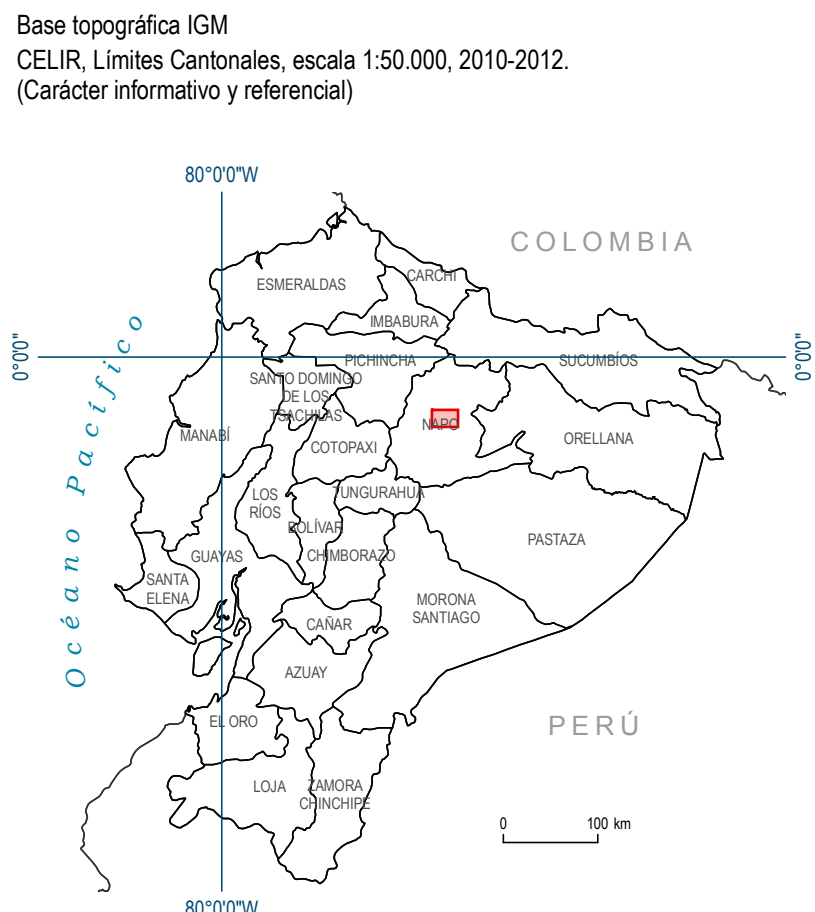 Base topográfica IGM
CELIR, Límites Cantonales, escala 1:50.000, 2010-2012.
(Carácter informativo y referencial)
80°0'0"W
COLOMBIA
CARCHI
ESMERALDAS
IMBABURA
0°0'0"
0°0'0"
PICHINCHA
SUCUMBÍOS
SANTO DOMINGO
DE LOS
TSACHILAS
Océano Pacífico
NAPO
MANABÍ
ORELLANA
COTOPAXI
TUNGURAHUA
LOS
RÍOS
BOLÍVAR
PASTAZA
GUAYAS
CHIMBORAZO
SANTA
ELENA
MORONA
SANTIAGO
CAÑAR
AZUAY
EL ORO
PERÚ
LOJA
ZAMORA
CHINCHIPE
0 100 km
80°0'0"W